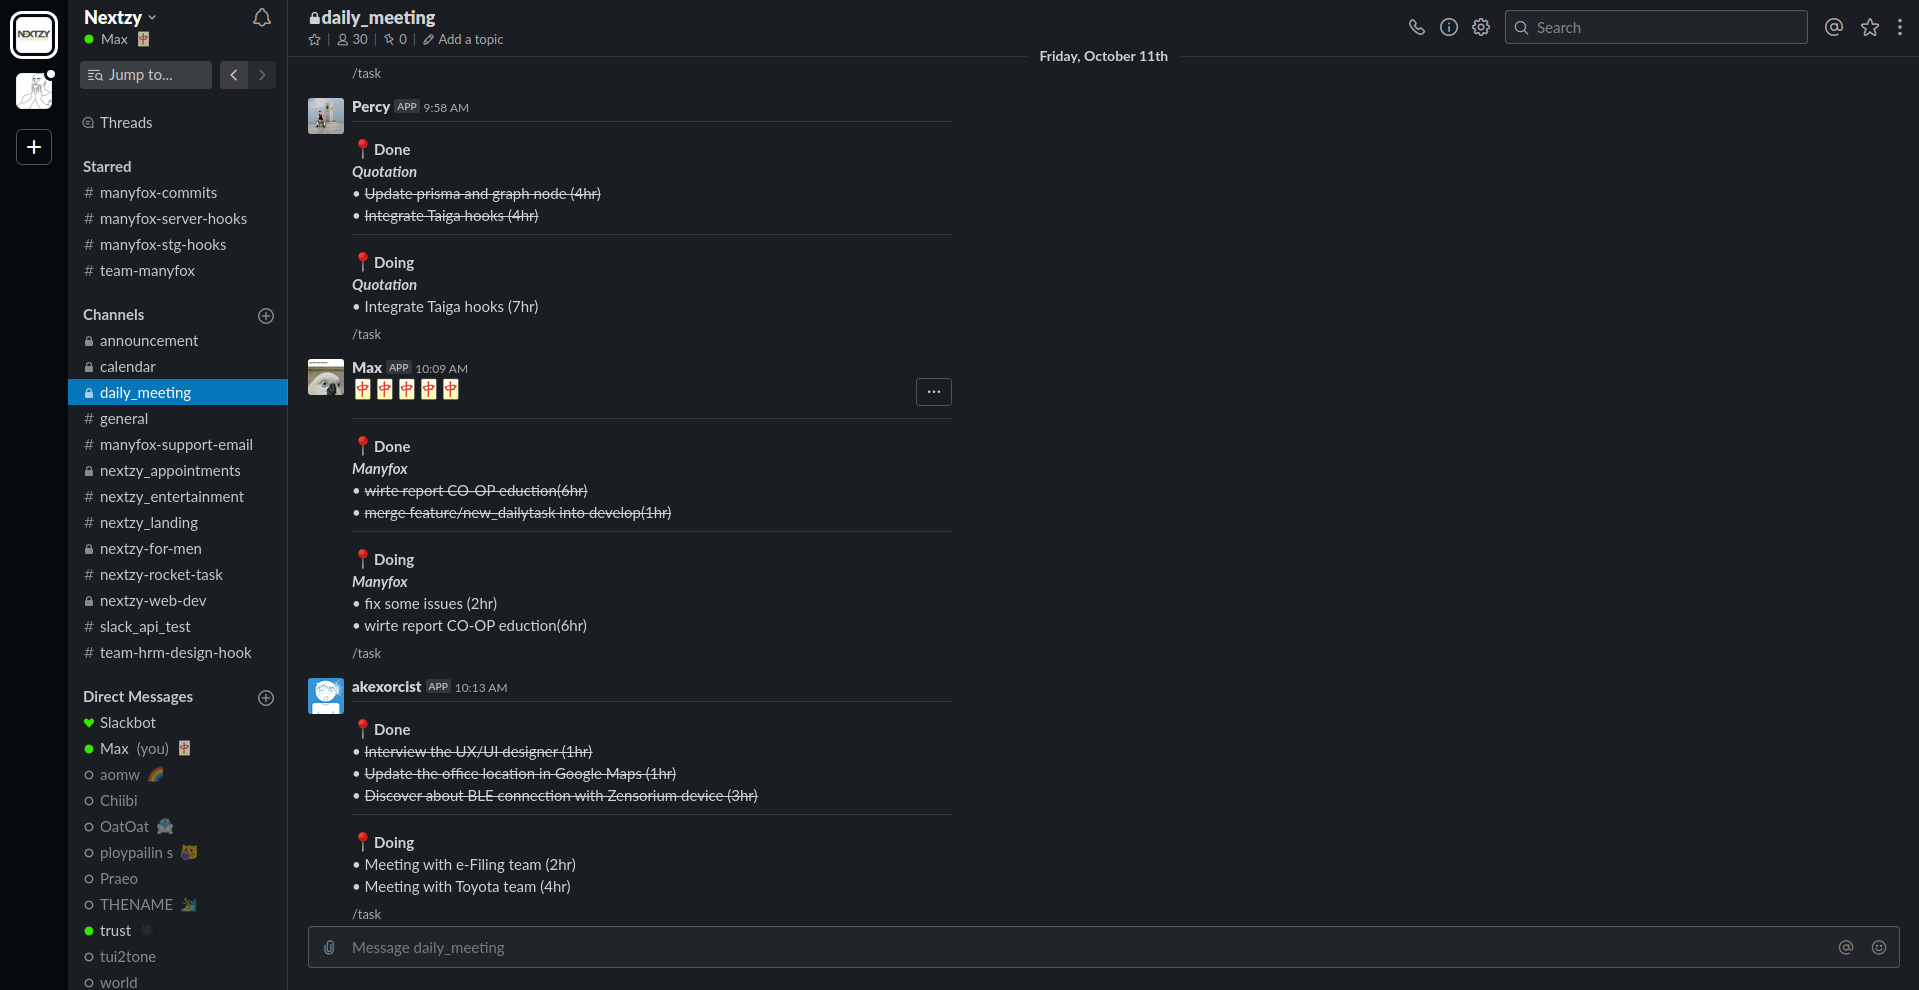 NEXTZY
Nextzy
Max 🀄
Jump to...
Threads
Starred
# manyfox-commits
# manyfox-server-hooks
# manyfox-stg-hooks
# team-manyfox
Channels
announcement
calendar
daily_meeting
# general
# manyfox-support-email
nextzy_appointments
# nextzy_entertainment
# nextzy_landing
nextzy-for-men
# nextzy-rocket-task
nextzy-web-dev
# slack_api_test
# team-hrm-design-hook
Direct Messages
Slackbot
Max (you) 🀄
aomw
Chiibi
OatOat
ploypailin s
Praeo
THENAME
trust
tui2tone
world
daily_meeting
30 | 0 | Add a topic
Search
Friday, October 11th
/task
Percy APP 9:58 AM
📍 Done
Quotation
• Update prisma and graph node (4hr)
• Integrate Taiga hooks (4hr)
📍 Doing
Quotation
• Integrate Taiga hooks (7hr)
/task
Max APP 10:09 AM
🀄🀄🀄🀄🀄
📍 Done
Manyfox
• wirte report CO-OP eduction(6hr)
• merge feature/new_dailytask into develop(1hr)
📍 Doing
Manyfox
• fix some issues (2hr)
• wirte report CO-OP eduction(6hr)
/task
akexorcist APP 10:13 AM
📍 Done
• Interview the UX/UI designer (1hr)
• Update the office location in Google Maps (1hr)
• Discover about BLE connection with Zensorium device (3hr)
📍 Doing
• Meeting with e-Filing team (2hr)
• Meeting with Toyota team (4hr)
/task
Message daily_meeting